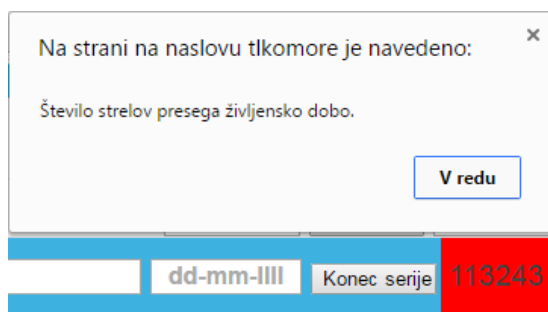 Na strani na naslovu tlkomore je navedeno:
×
Število strelov presega življensko dobo.
V redu
dd-mm-llll Konec serije 113243